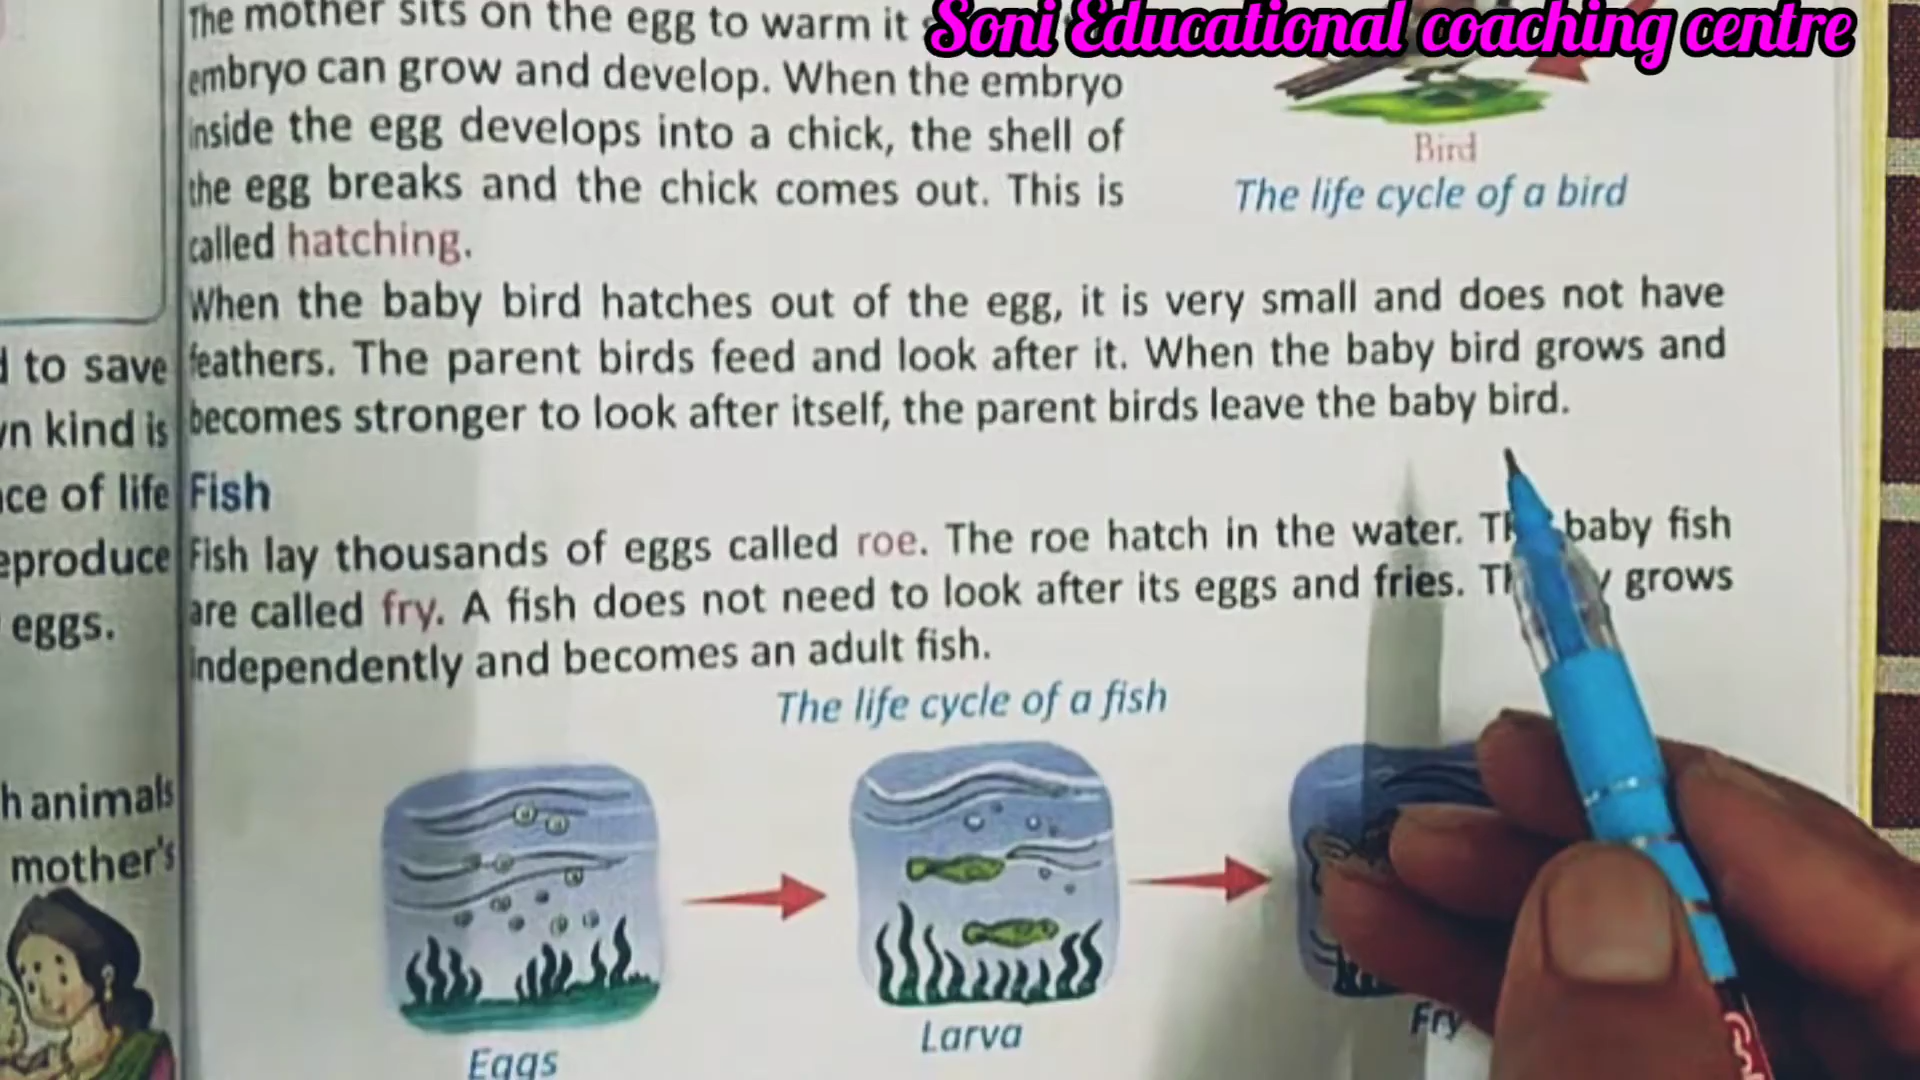 Soni Educational coaching centre
The mother sits on the egg to warm it
embryo can grow and develop. When the embryo
inside the egg develops into a chick, the shell of
the egg breaks and the chick comes out. This is
called hatching.
Bird
The life cycle of a bird
When the baby bird hatches out of the egg, it is very small and does not have
feathers. The parent birds feed and look after it. When the baby bird grows and
becomes stronger to look after itself, the parent birds leave the baby bird.
Fish
Fish lay thousands of eggs called roe. The roe hatch in the water. baby fish
are called fry. A fish does not need to look after its eggs and fries. grows
independently and becomes an adult fish.
The life cycle of a fish
Eggs
Larva
Fry
to save
kind is
of life
eggs.
animals
mother's